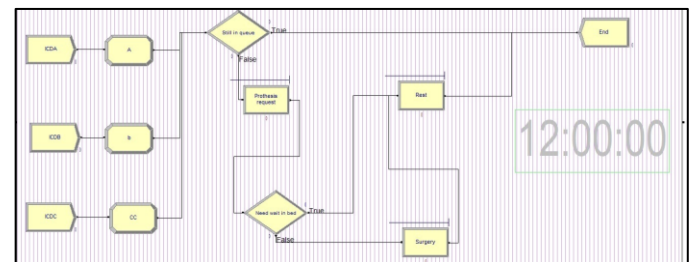 Still in queue
True
End
ICDA
A
False
Prothesis
request
Rest
12:00:00
ICDB
B
Need wait in bed
True
ICDC
CC
False
Surgery